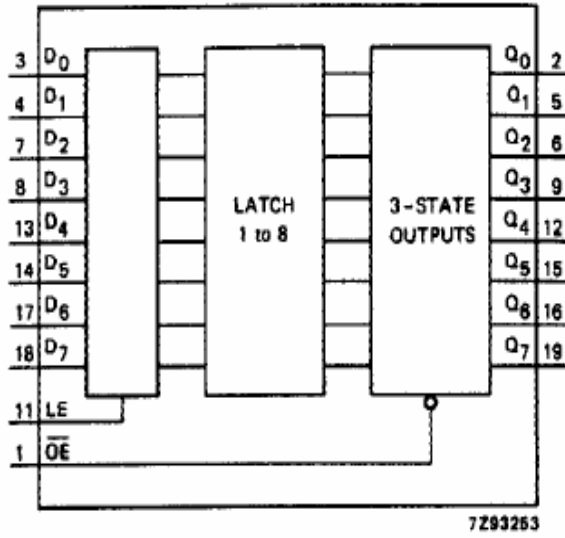 3 D0 Q0 2
4 D1 Q1 5
7 D2 Q2 6
8 D3 Q3 9
13 D4 Q4 12
14 D5 Q5 15
17 D6 Q6 16
18 D7 Q7 19
LATCH
1 to 8
3-STATE
OUTPUTS
11 LE
1 O̅E̅
7Z93253